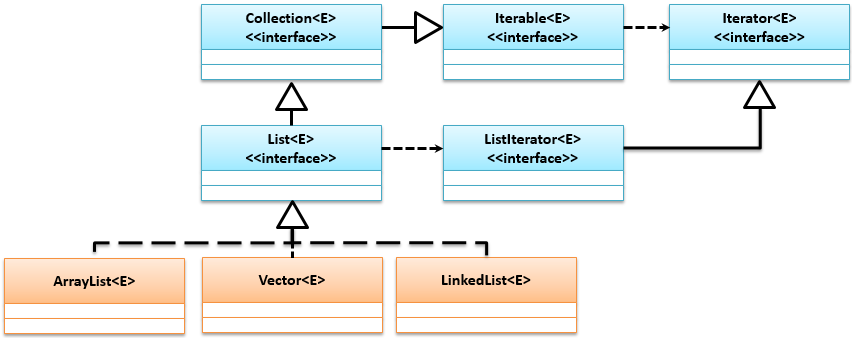 Collection<E>
<<interface>>
Iterable<E>
<<interface>>
Iterator<E>
<<interface>>
List<E>
<<interface>>
ListIterator<E>
<<interface>>
ArrayList<E>
Vector<E>
LinkedList<E>